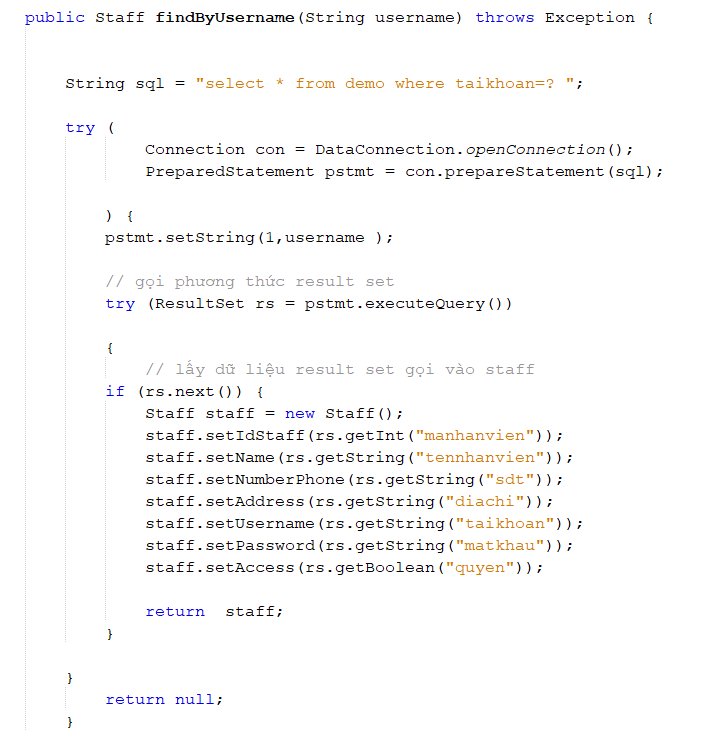 public Staff findByUsername(String username) throws Exception {
String sql = "select * from demo where taikhoan=? ";
try (
Connection con = DataConnection.openConnection();
PreparedStatement pstmt = con.prepareStatement(sql);
) {
pstmt.setString(1,username );
// gọi phương thức result set
try (ResultSet rs = pstmt.executeQuery())
{
// lấy dữ liệu result set gọi vào staff
if (rs.next()) {
Staff staff = new Staff();
staff.setIdStaff(rs.getInt("manhanvien"));
staff.setName(rs.getString("tennhanvien"));
staff.setNumberPhone(rs.getString("sdt"));
staff.setAddress(rs.getString("diachi"));
staff.setUsername(rs.getString("taikhoan"));
staff.setPassword(rs.getString("matkhau"));
staff.setAccess(rs.getBoolean("quyen"));
return  staff;
}
}
return null;
}